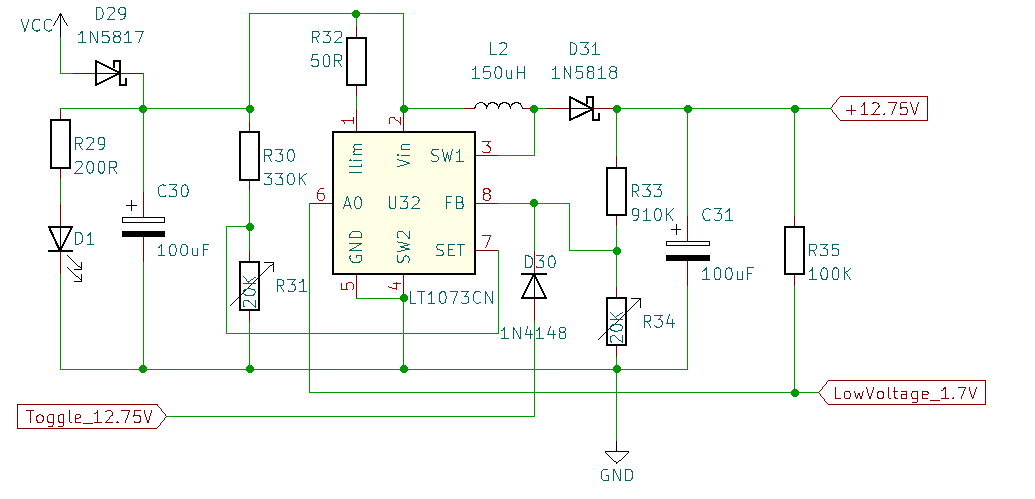 D29
VCC
1N5817
R32
50R
L2
150uH
D31
1N5818
+12.75V
R29
200R
R30
330K
1
2
Ilim
Vin
SW1
3
6
AO
U32
FB
8
GND
SW2
SET
7
5
4
LT1073CN
C30
100uF
D1
20K
R31
D30
1N4148
R33
910K
C31
100uF
20K
R34
R35
100K
LowVoltage_1.7V
Toggle_12.75V
GND